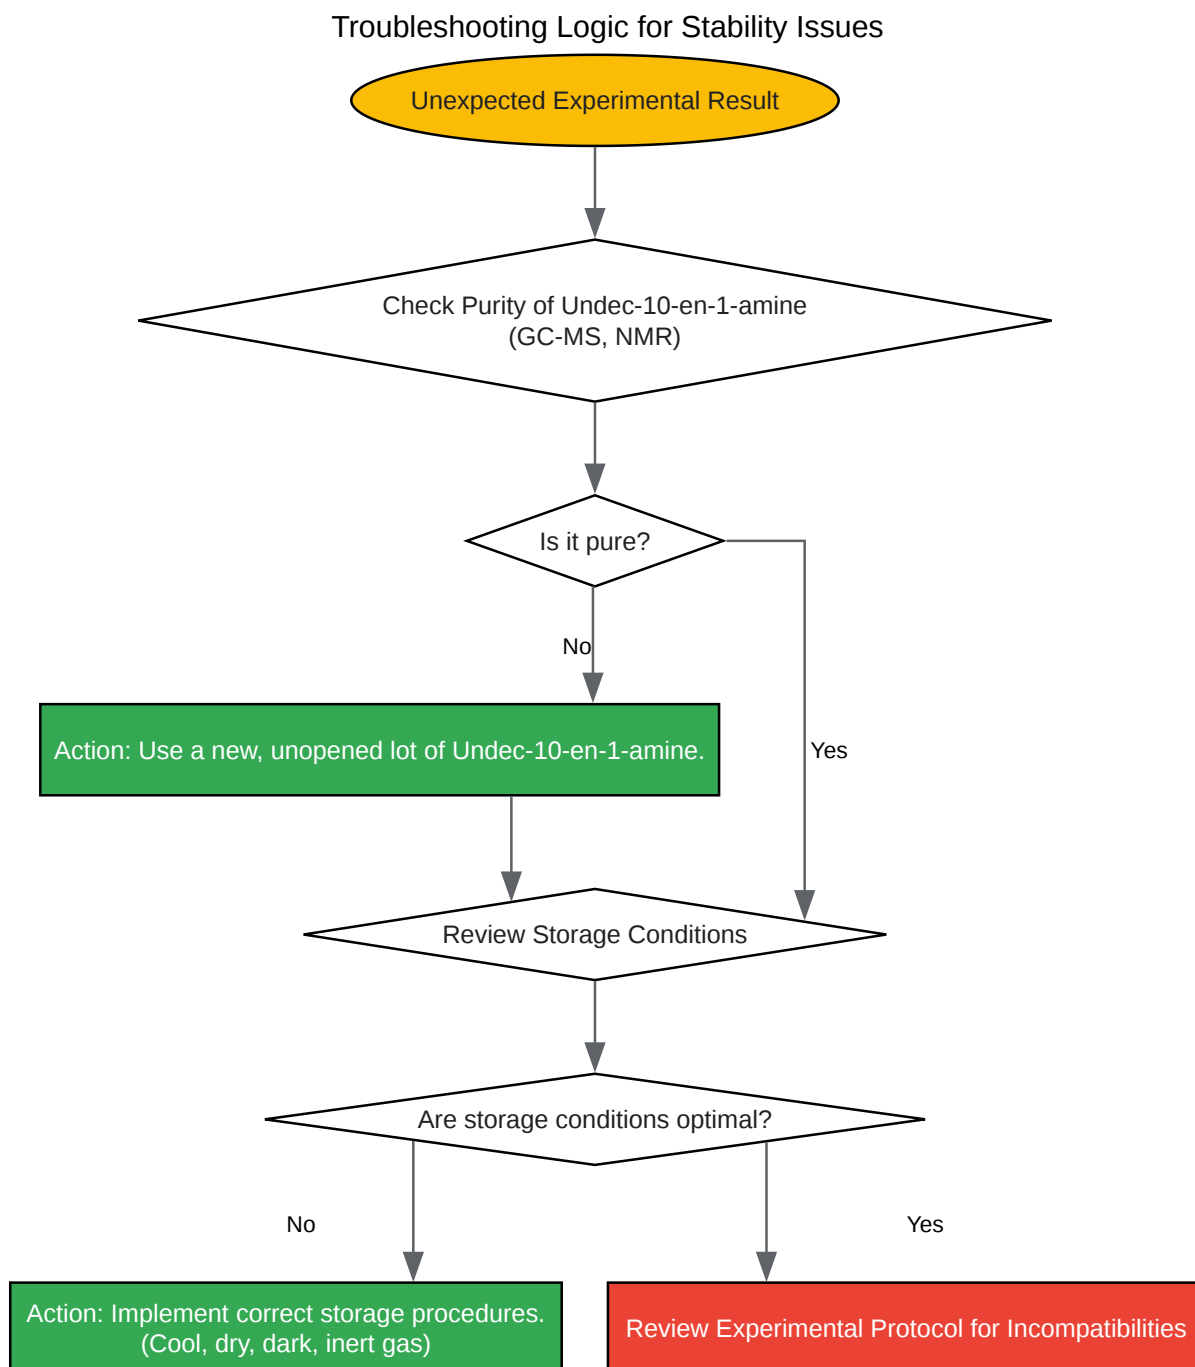 Troubleshooting Logic for Stability Issues
Unexpected Experimental Result
Check Purity of Undec-10-en-1-amine
(GC-MS, NMR)
Is it pure?
No
Action: Use a new, unopened lot of Undec-10-en-1-amine.
Yes
Review Storage Conditions
Are storage conditions optimal?
No
Yes
Action: Implement correct storage procedures.
(Cool, dry, dark, inert gas)
Review Experimental Protocol for Incompatibilities